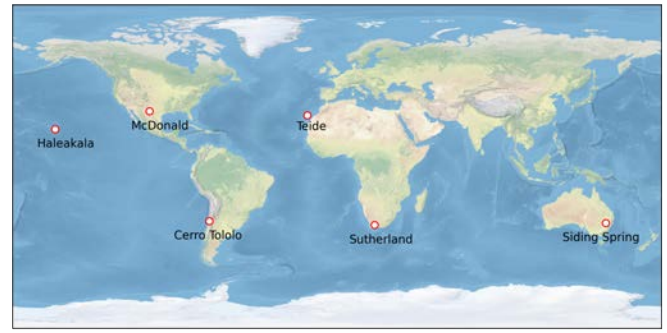 McDonald
Teide
Haleakala
Cerro Tololo
Sutherland
Siding Spring